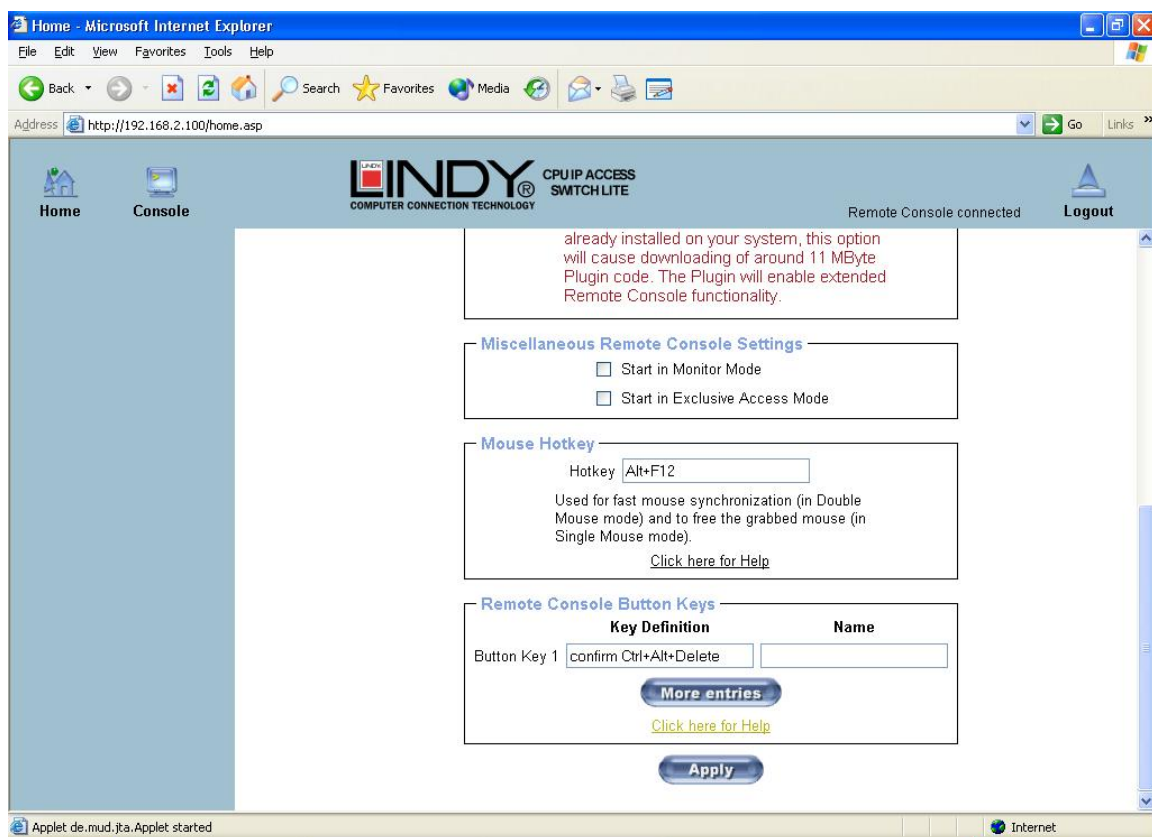 Home - Microsoft Internet Explorer
File Edit View Favorites Tools Help
Back Search Favorites Media
Address http://192.168.2.100/home.asp Go Links »
LINDY
LINDY® CPU IP ACCESS
SWITCH LITE
COMPUTER CONNECTION TECHNOLOGY
Home Console Remote Console connected Logout
already installed on your system, this option
will cause downloading of around 11 MByte
Plugin code. The Plugin will enable extended
Remote Console functionality.
Miscellaneous Remote Console Settings
Start in Monitor Mode
Start in Exclusive Access Mode
Mouse Hotkey
Hotkey Alt+F12
Used for fast mouse synchronization (in Double
Mouse mode) and to free the grabbed mouse (in
Single Mouse mode).
Click here for Help
Remote Console Button Keys
Key Definition Name
Button Key 1 confirm Ctrl+Alt+Delete
More entries
Click here for Help
Apply
Applet de.mud.jta.Applet started Internet